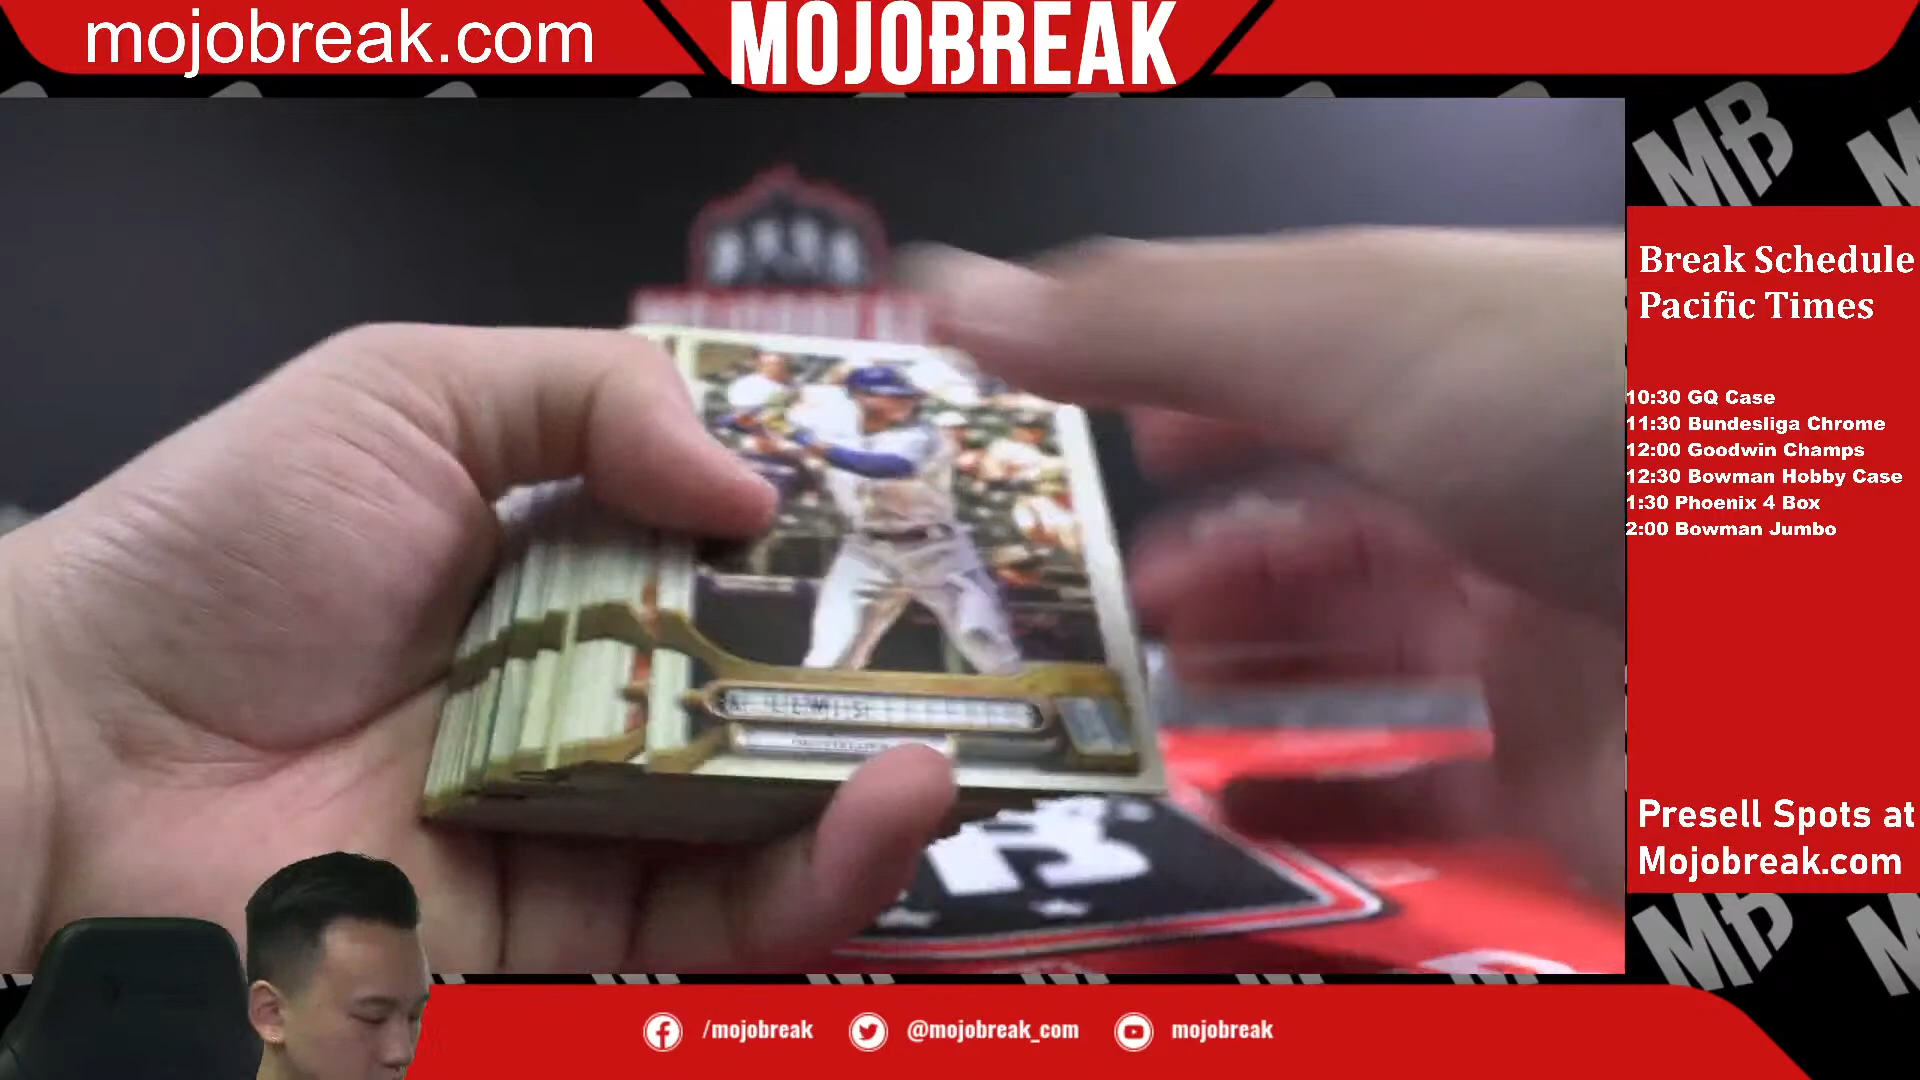 mojobreak.com
MOJOBREAK
Break Schedule
Pacific Times
10:30 GQ Case
11:30 Bundesliga Chrome
12:00 Goodwin Champs
12:30 Bowman Hobby Case
1:30 Phoenix 4 Box
2:00 Bowman Jumbo
Presell Spots at
Mojobreak.com
MB
MB
/mojobreak
@mojobreak_com
mojobreak